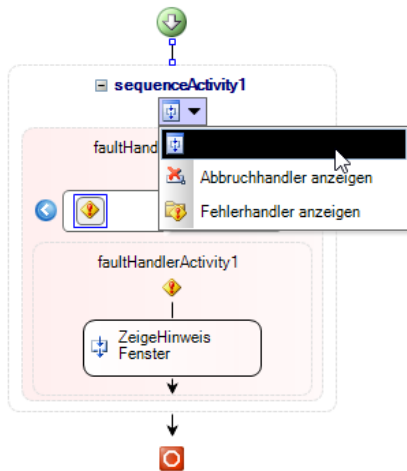 sequenceActivity1
faultHand
Abbruchhandler anzeigen
Fehlerhandler anzeigen
faultHandlerActivity1
ZeigeHinweis
Fenster